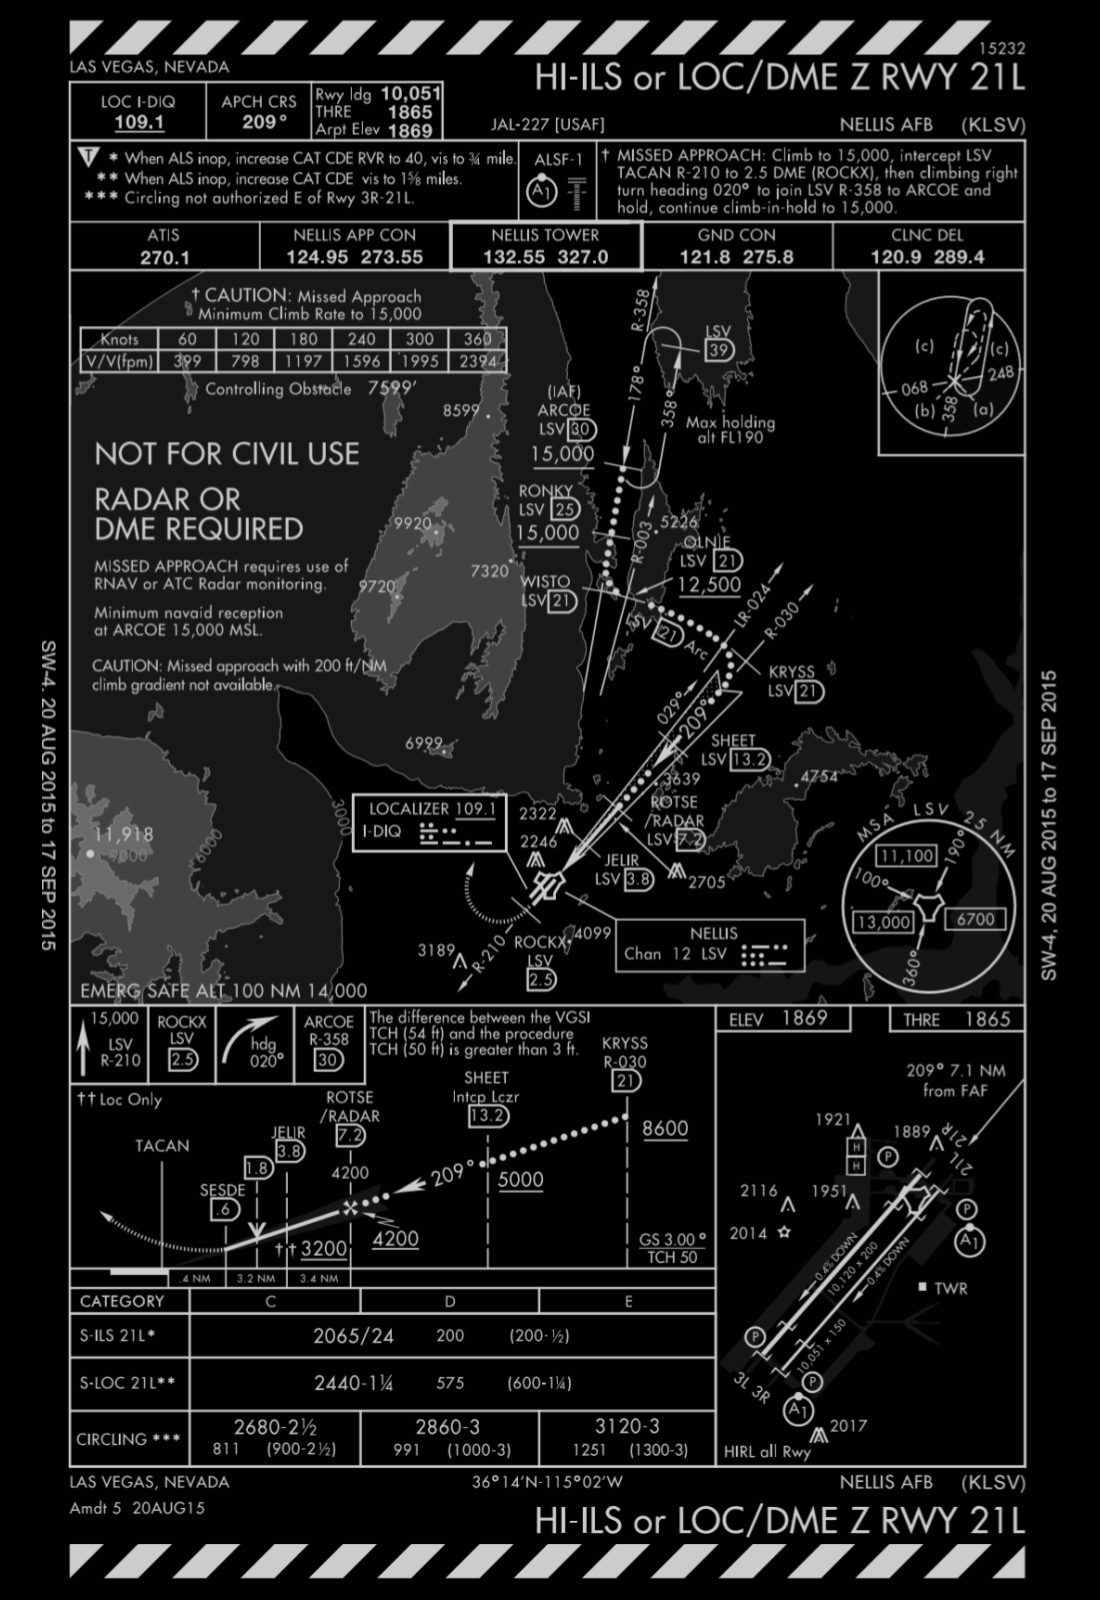 15232
LAS VEGAS, NEVADA
HI-ILS or LOC/DME Z RWY 21L
LOC I-DIQ
109.1
APCH CRS
209°
Rwy ldg 10,051
THRE 1865
Arpt Elev 1869
JAL-227 [USAF]
NELLIS AFB (KLSV)
T * When ALS inop, increase CAT CDE RVR to 40, vis to ¾ mile.
** When ALS inop, increase CAT CDE vis to 1⅝ miles.
*** Circling not authorized E of Rwy 3R-21L.
ALSF-1
A1
† MISSED APPROACH: Climb to 15,000, intercept LSV
TACAN R-210 to 2.5 DME (ROCKX), then climbing right
turn heading 020° to join LSV R-358 to ARCOE and
hold, continue climb-in-hold to 15,000.
ATIS
270.1
NELLIS APP CON
124.95 273.55
NELLIS TOWER
132.55 327.0
GND CON
121.8 275.8
CLNC DEL
120.9 289.4
† CAUTION: Missed Approach
Minimum Climb Rate to 15,000
Knots 60 120 180 240 300 360
V/V(fpm) 399 798 1197 1596 1995 2394
Controlling Obstacle 7599'
8599
NOT FOR CIVIL USE
RADAR OR
DME REQUIRED
MISSED APPROACH requires use of
RNAV or ATC Radar monitoring.
Minimum navaid reception
at ARCOE 15,000 MSL.
CAUTION: Missed approach with 200 ft/NM
climb gradient not available.
R-358
178°
358°
LSV
39
Max holding
alt FL190
(IAF)
ARCOE
LSV 30
15,000
RONKY
LSV 25
15,000
WISTO
LSV 21
R-003
5226
OLNIE
LSV 21
12,500
LSV 21 Arc
LR-024
R-030
KRYSS
LSV 21
029°
209°
SHEET
LSV 13.2
3639
4754
ROTSE
/RADAR
LSV 7.2
9920
9720
7320
6999
3000
6000
11,918
9000
LOCALIZER 109.1
I-DIQ
2322
2246
JELIR
LSV 3.8
2705
NELLIS
Chan 12 LSV
3189
R-210
ROCKX
LSV
2.5
4099
(c)
(c)
068
248
(b)
358
(a)
MSA LSV 25 NM
11,100
190°
100°
13,000
6700
360°
EMERG SAFE ALT 100 NM 14,000
SW-4. 20 AUG 2015 to 17 SEP 2015
SW-4, 20 AUG 2015 to 17 SEP 2015
15,000
LSV
R-210
ROCKX
LSV
2.5
hdg
020°
ARCOE
R-358
30
The difference between the VGSI
TCH (54 ft) and the procedure
TCH (50 ft) is greater than 3 ft.
KRYSS
R-030
21
†† Loc Only
SHEET
Intcp Lczr
13.2
ROTSE
/RADAR
7.2
JELIR
3.8
1.8
TACAN
SESDE
.6
4200
209°
8600
5000
4200
†† 3200
GS 3.00°
TCH 50
.4 NM
3.2 NM
3.4 NM
ELEV 1869
THRE 1865
209° 7.1 NM
from FAF
1921
1889
21R
21L
H
H
P
2116
1951
2014
P
A1
0.4% DOWN
10,120 x 200
0.4% DOWN
10,051 x 150
TWR
P
3L 3R
P
A1
2017
HIRL all Rwy
CATEGORY C D E
S-ILS 21L* 2065/24 200 (200-½)
S-LOC 21L** 2440-1¼ 575 (600-1¼)
CIRCLING ***
2680-2½
811 (900-2½)
2860-3
991 (1000-3)
3120-3
1251 (1300-3)
LAS VEGAS, NEVADA
36°14'N-115°02'W
NELLIS AFB (KLSV)
Amdt 5 20AUG15
HI-ILS or LOC/DME Z RWY 21L